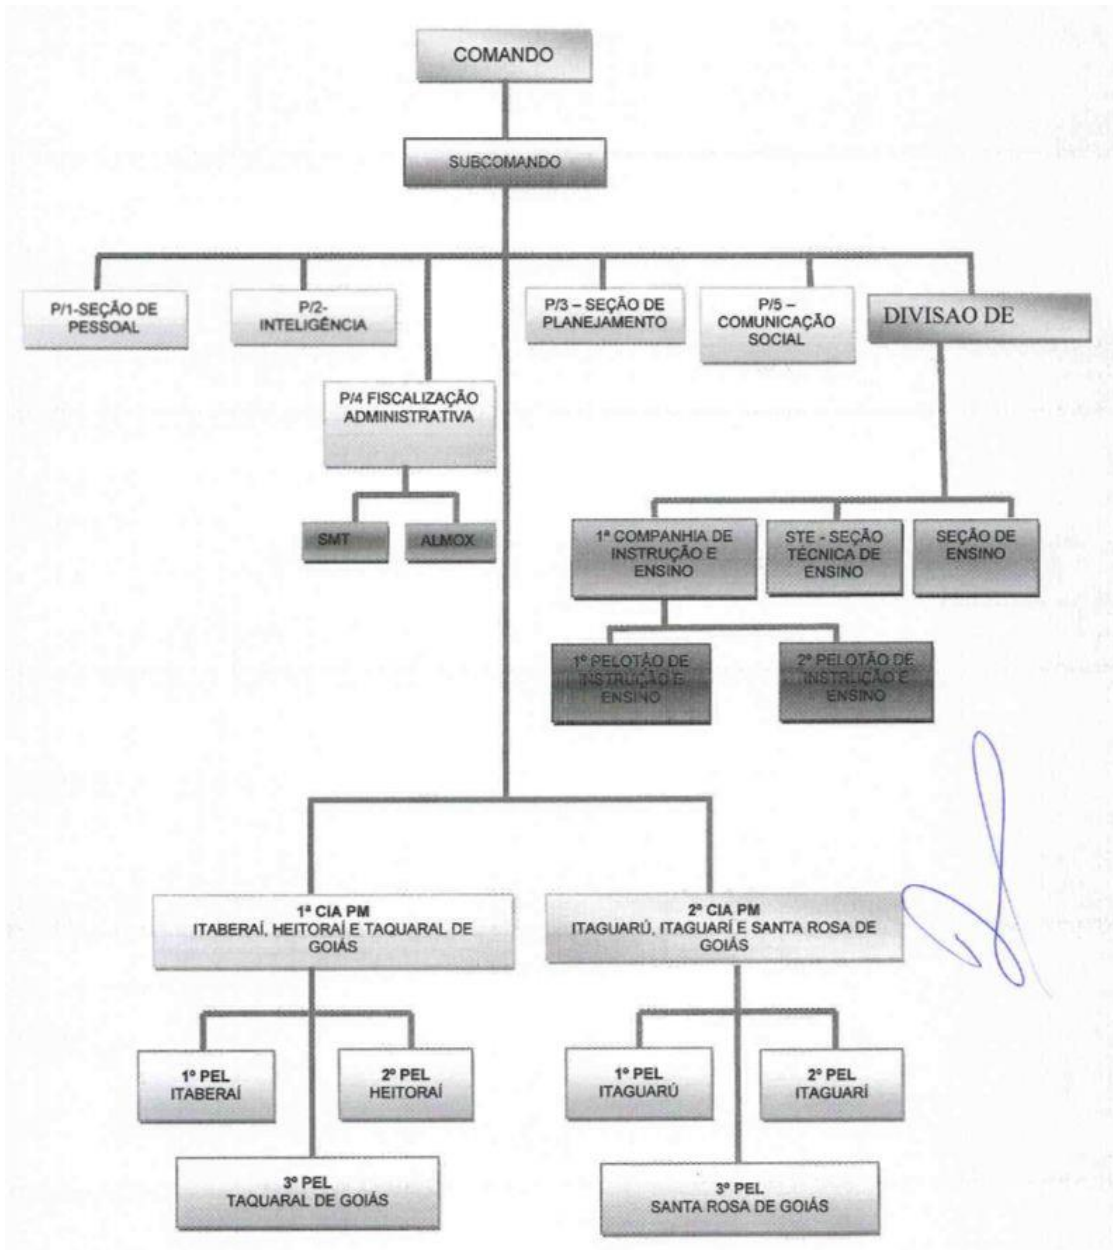 COMANDO
SUBCOMANDO
P/1-SEÇÃO DE
PESSOAL
P/2-
INTELIGÊNCIA
P/3 – SEÇÃO DE
PLANEJAMENTO
P/5 –
COMUNICAÇÃO
SOCIAL
DIVISAO DE
P/4 FISCALIZAÇÃO
ADMINISTRATIVA
SMT
ALMOX
1ª COMPANHIA DE
INSTRUÇÃO E
ENSINO
STE - SEÇÃO
TÉCNICA DE
ENSINO
SEÇÃO DE
ENSINO
1º PELOTÃO DE
INSTRUÇÃO E
ENSINO
2º PELOTÃO DE
INSTRUÇÃO E
ENSINO
1ª CIA PM
ITABERAÍ, HEITORAÍ E TAQUARAL DE
GOIÁS
2ª CIA PM
ITAGUARÚ, ITAGUARÍ E SANTA ROSA DE
GOIÁS
1º PEL
ITABERAÍ
2º PEL
HEITORAÍ
1º PEL
ITAGUARÚ
2º PEL
ITAGUARÍ
3º PEL
TAQUARAL DE GOIÁS
3º PEL
SANTA ROSA DE GOIÁS